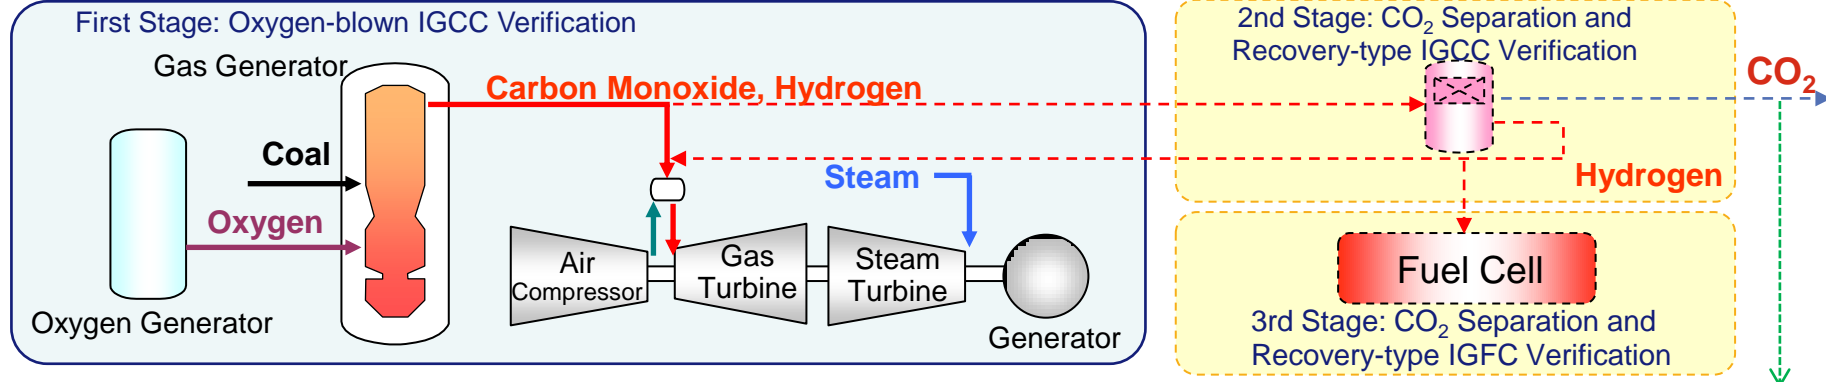 First Stage: Oxygen-blown IGCC Verification
Gas Generator
Carbon Monoxide, Hydrogen
Coal
Oxygen
Oxygen Generator
Steam
Air
Compressor
Gas
Turbine
Steam
Turbine
Generator
2nd Stage: CO₂ Separation and
Recovery-type IGCC Verification
CO₂
Hydrogen
Fuel Cell
3rd Stage: CO₂ Separation and
Recovery-type IGFC Verification